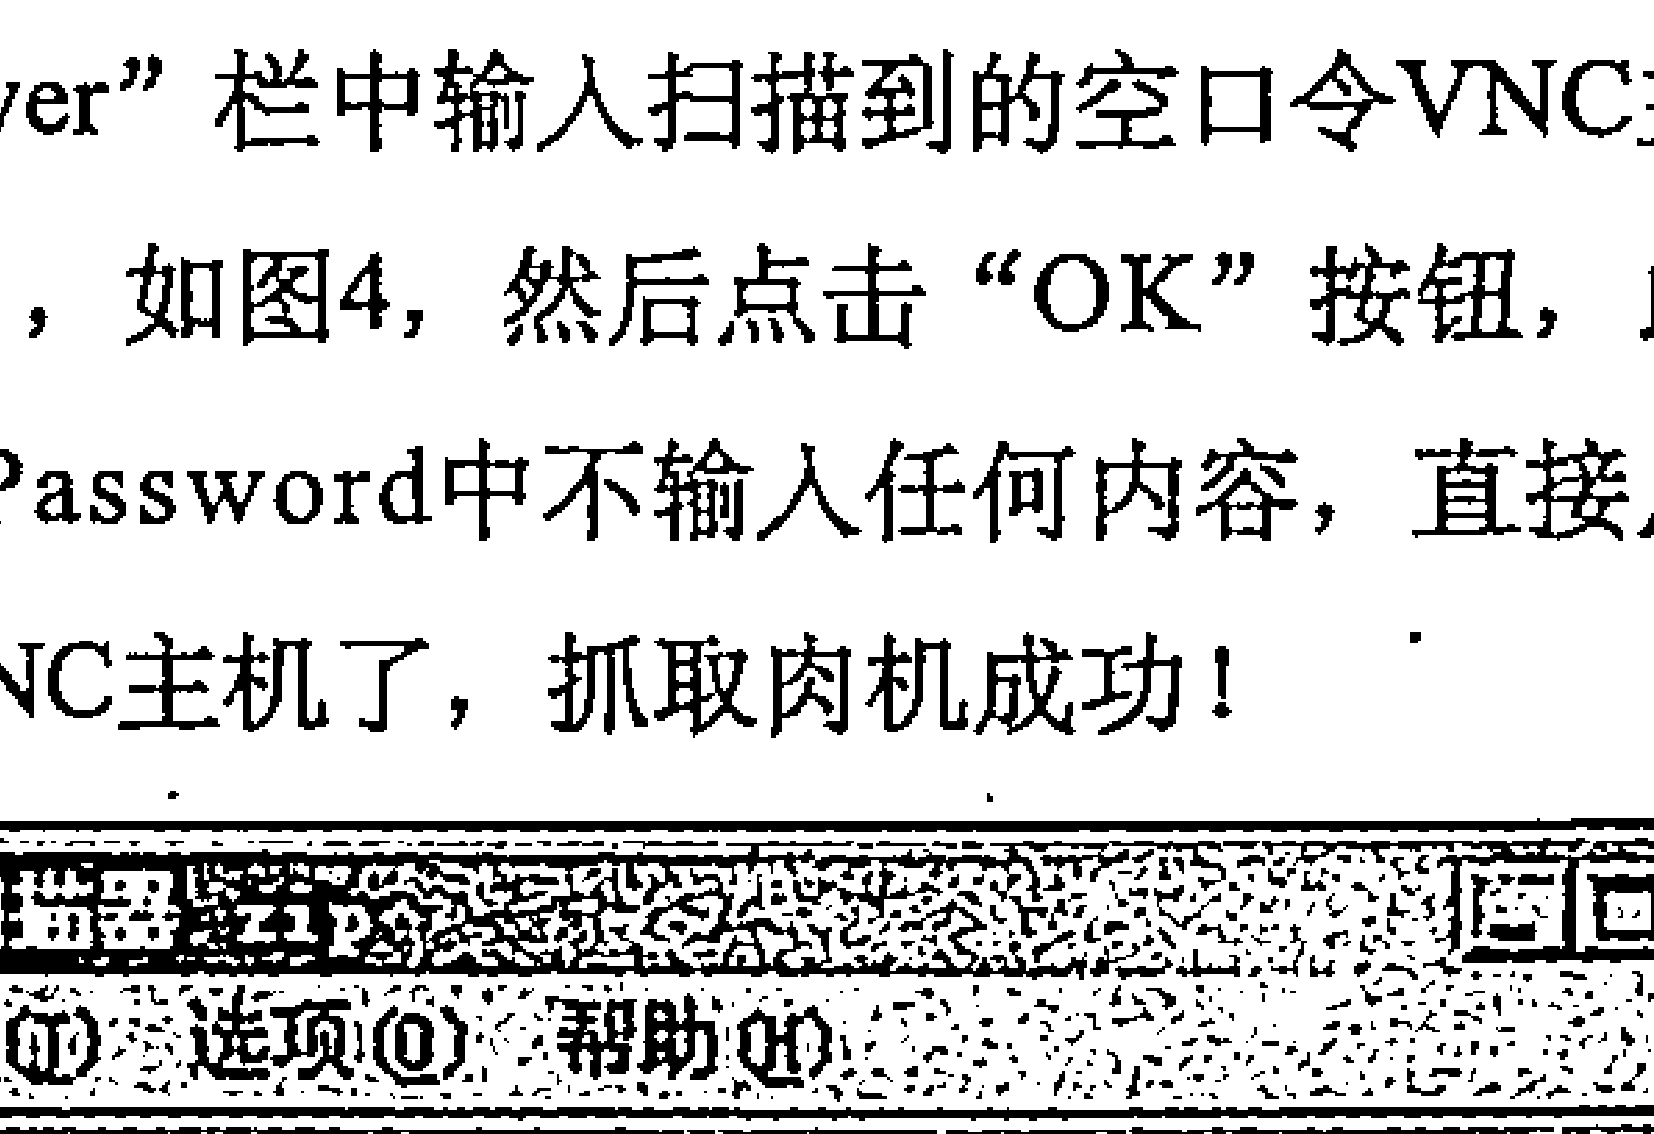 ver” 栏中输入扫描到的空口令VNC
，如图4，然后点击“OK”按钮，
Password中不输入任何内容，直接
NC主机了，抓取肉机成功！
选项(O) 帮助(H)